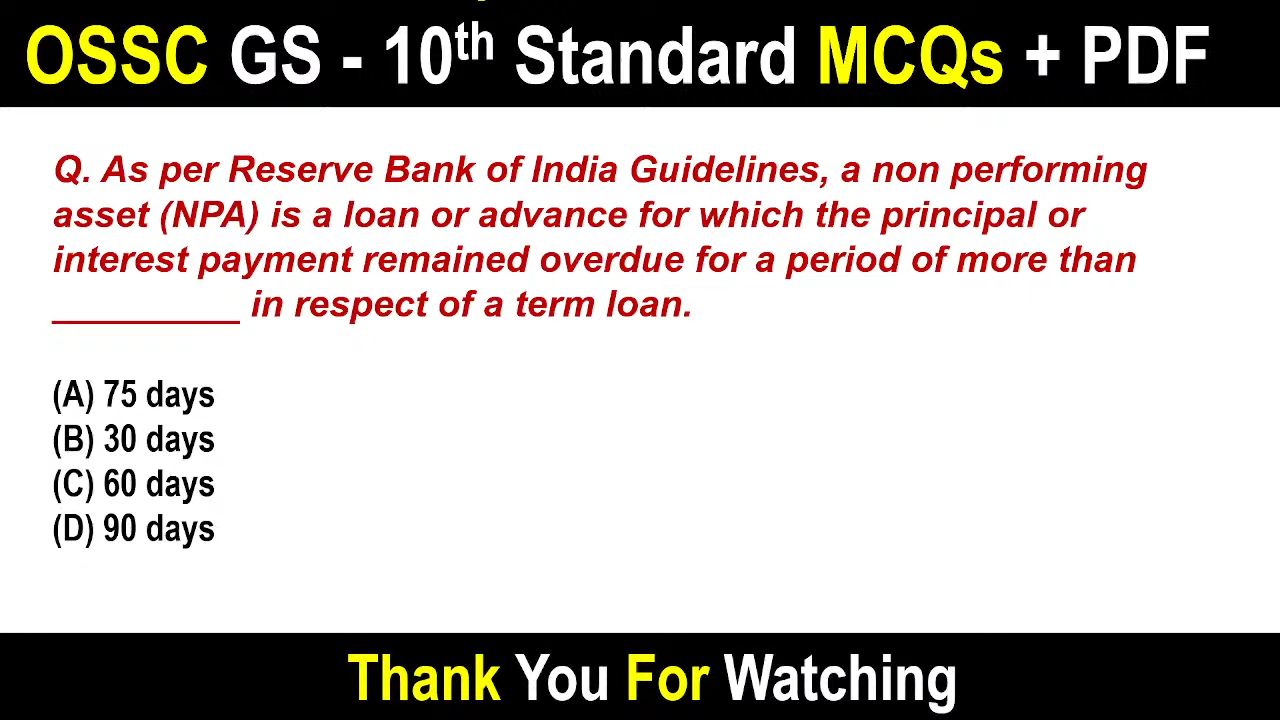 OSSC GS - 10th Standard MCQs + PDF
Q. As per Reserve Bank of India Guidelines, a non performing
asset (NPA) is a loan or advance for which the principal or
interest payment remained overdue for a period of more than
_________ in respect of a term loan.
(A) 75 days
(B) 30 days
(C) 60 days
(D) 90 days
Thank You For Watching